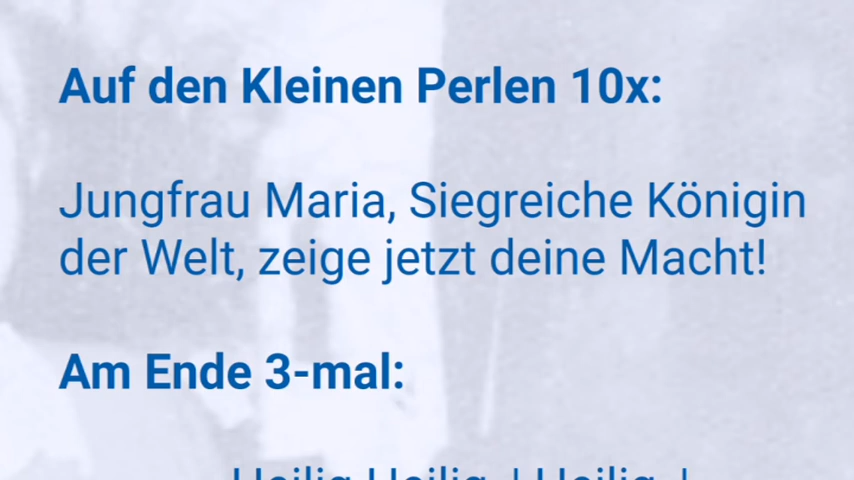 Auf den Kleinen Perlen 10x:
Jungfrau Maria, Siegreiche Königin
der Welt, zeige jetzt deine Macht!
Am Ende 3-mal: